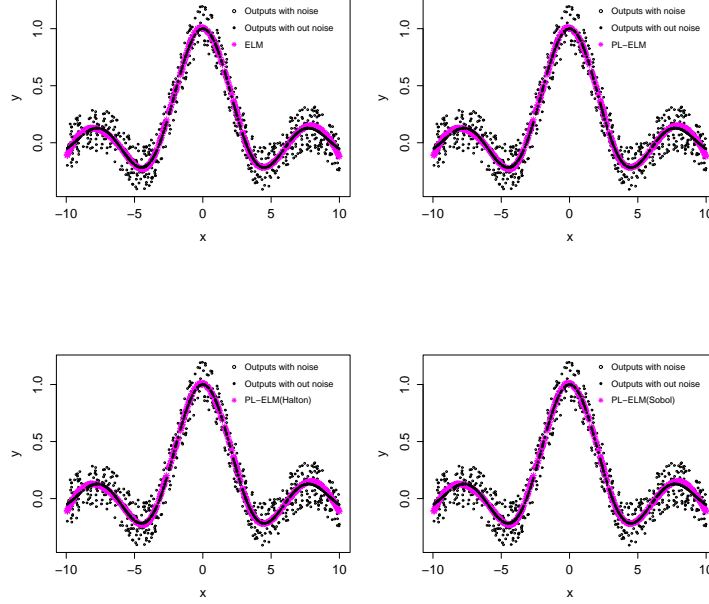 Outputs with noise
Outputs with out noise
ELM
1.0
0.5
0.0
y
−10
−5
0
5
10
x
Outputs with noise
Outputs with out noise
PL−ELM
1.0
0.5
0.0
y
−10
−5
0
5
10
x
Outputs with noise
Outputs with out noise
PL−ELM(Halton)
1.0
0.5
0.0
y
−10
−5
0
5
10
x
Outputs with noise
Outputs with out noise
PL−ELM(Sobol)
1.0
0.5
0.0
y
−10
−5
0
5
10
x